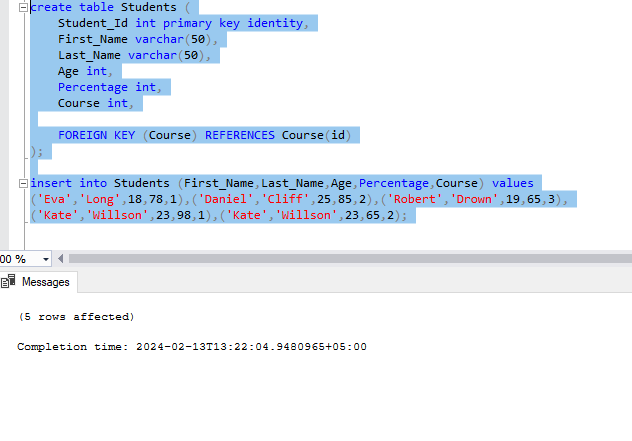 create table Students (
Student_Id int primary key identity,
First_Name varchar(50),
Last_Name varchar(50),
Age int,
Percentage int,
Course int,
FOREIGN KEY (Course) REFERENCES Course(id)
);
insert into Students (First_Name,Last_Name,Age,Percentage,Course) values
('Eva','Long',18,78,1),('Daniel','Cliff',25,85,2),('Robert','Drown',19,65,3),
('Kate','Willson',23,98,1),('Kate','Willson',23,65,2);
00 %
Messages
(5 rows affected)
Completion time: 2024-02-13T13:22:04.9480965+05:00